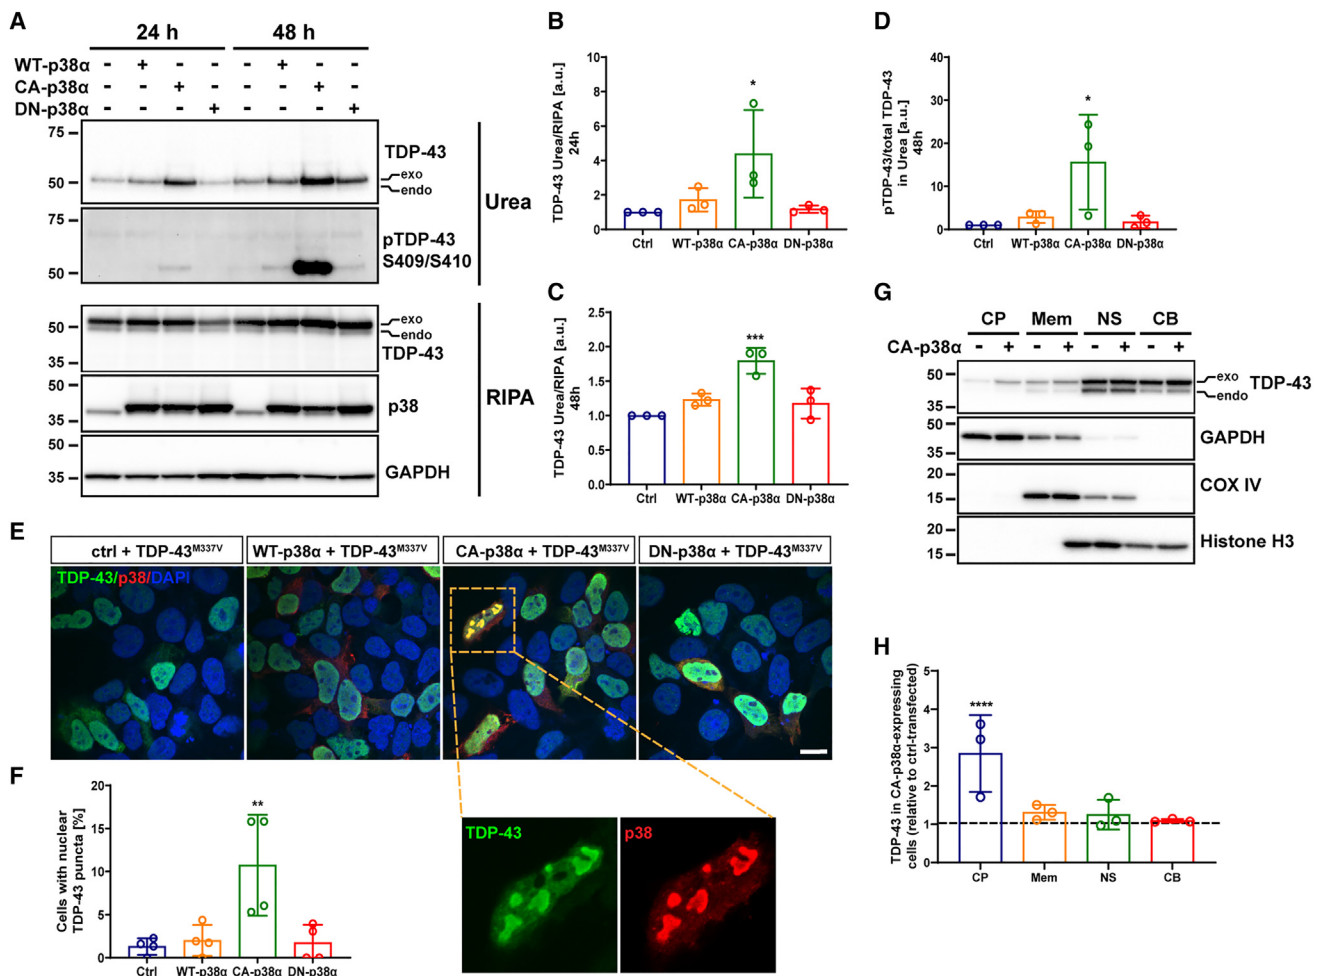 A
24 h 48 h
WT-p38α - + - - - + - -
CA-p38α - - + - - - + -
DN-p38α - - - + - - - +
75
TDP-43
exo
50
endo
75
pTDP-43
S409/S410
50
Urea
50
exo
endo
TDP-43
35
50
p38
35
50
GAPDH
35
RIPA
B
TDP-43 Urea/RIPA [a.u.]
24h
10
8
6
4
2
0
*
Ctrl WT-p38α CA-p38α DN-p38α
C
TDP-43 Urea/RIPA [a.u.]
48h
2.5
2.0
1.5
1.0
0.5
0.0
***
Ctrl WT-p38α CA-p38α DN-p38α
D
pTDP-43/total TDP-43
in Urea [a.u.]
48h
40
30
20
10
0
*
Ctrl WT-p38α CA-p38α DN-p38α
G
CP Mem NS CB
CA-p38α - + - + - + - +
50
exo
TDP-43
endo
35
50
GAPDH
35
20
COX IV
15
20
Histone H3
15
E
ctrl + TDP-43M337V WT-p38α + TDP-43M337V CA-p38α + TDP-43M337V DN-p38α + TDP-43M337V
TDP-43/p38/DAPI
TDP-43 p38
F
Cells with nuclear
TDP-43 puncta [%]
20
15
10
5
0
**
Ctrl WT-p38α CA-p38α DN-p38α
H
TDP-43 in CA-p38α-expressing
cells (relative to ctrl-transfected)
5
4
3
2
1
0
****
CP Mem NS CB